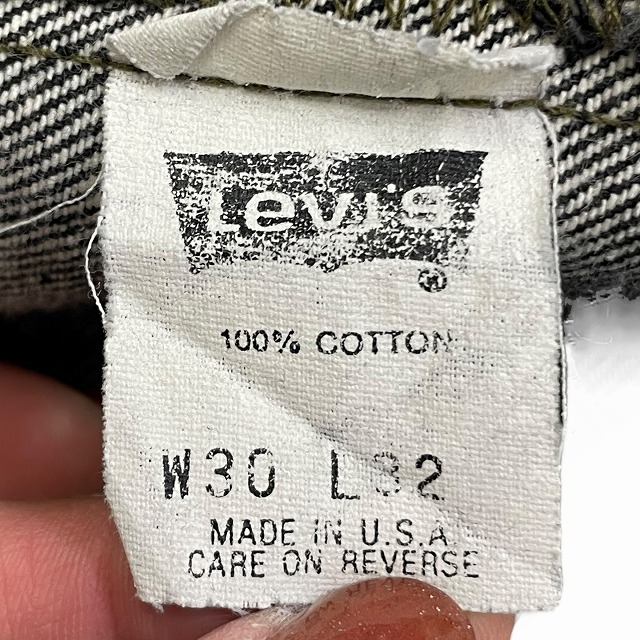 Levi's ®
100% COTTON
W30 L32
MADE IN U.S.A.
CARE ON REVERSE